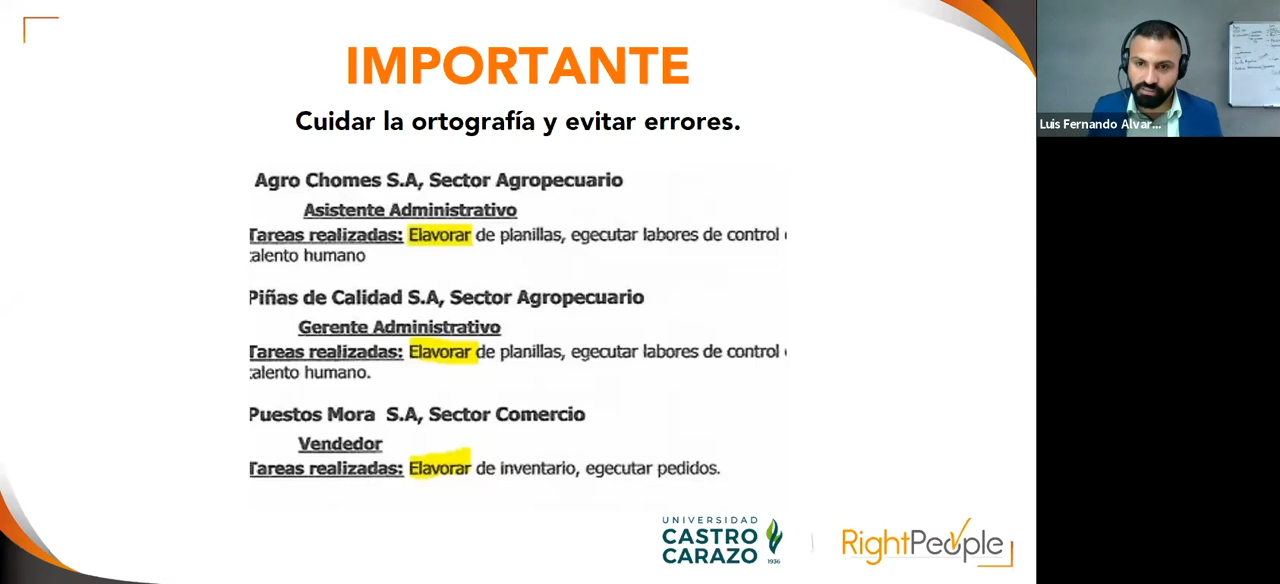 IMPORTANTE
Cuidar la ortografía y evitar errores.
Agro Chomes S.A, Sector Agropecuario
Asistente Administrativo
Tareas realizadas: Elavorar de planillas, egecutar labores de control
talento humano
Piñas de Calidad S.A, Sector Agropecuario
Gerente Administrativo
Tareas realizadas: Elavorar de planillas, egecutar labores de control
talento humano.
Puestos Mora S.A, Sector Comercio
Vendedor
Tareas realizadas: Elavorar de inventario, egecutar pedidos.
UNIVERSIDAD
CASTRO
CARAZO
1936
RightPeople
Luis Fernando Alvar...